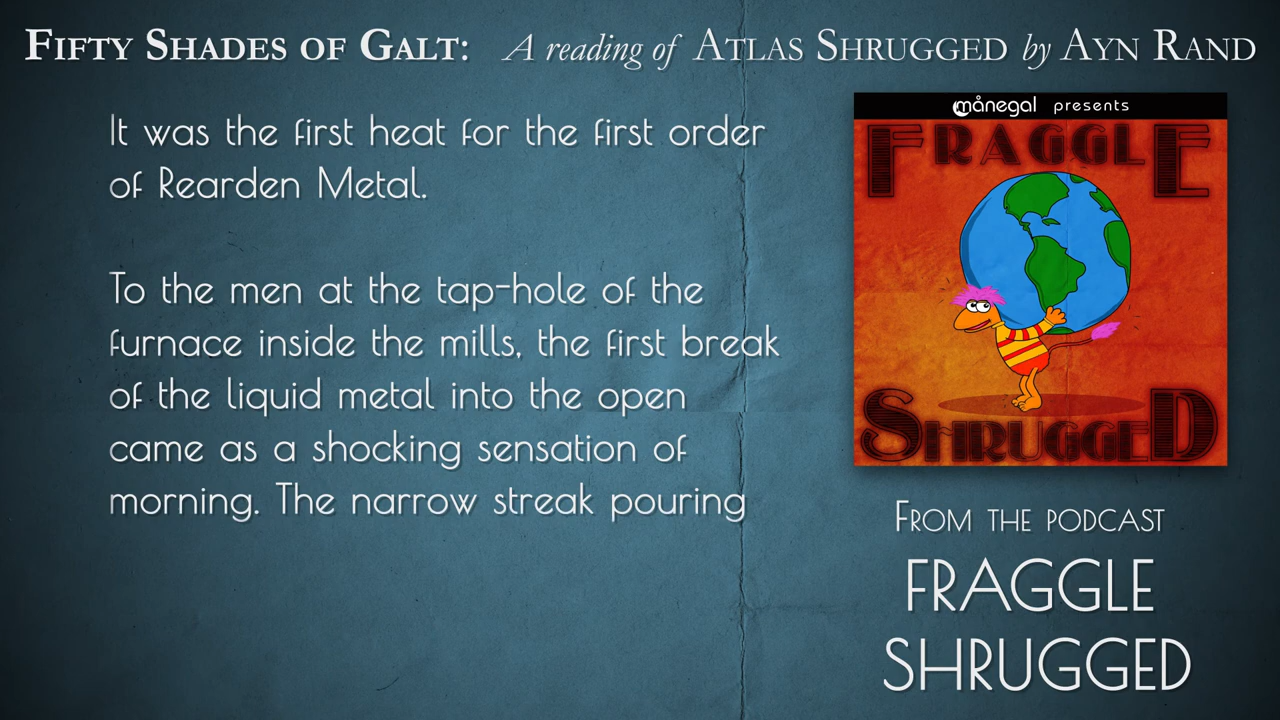 FIFTY SHADES OF GALT: A reading of ATLAS SHRUGGED by AYN RAND
It was the first heat for the first order
of Rearden Metal.
To the men at the tap-hole of the
furnace inside the mills, the first break
of the liquid metal into the open
came as a shocking sensation of
morning. The narrow streak pouring
månegal presents
FRAGGLE
SHRUGGED
FROM THE PODCAST
FRAGGLE
SHRUGGED